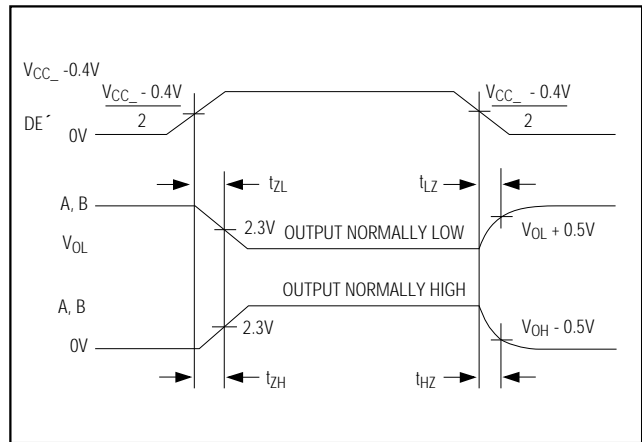 VCC_ -0.4V
VCC_ - 0.4V
2
DE´
0V
VCC_ - 0.4V
2
tZL
tLZ
A, B
2.3V
OUTPUT NORMALLY LOW
VOL + 0.5V
VOL
OUTPUT NORMALLY HIGH
A, B
2.3V
VOH - 0.5V
0V
tZH
tHZ